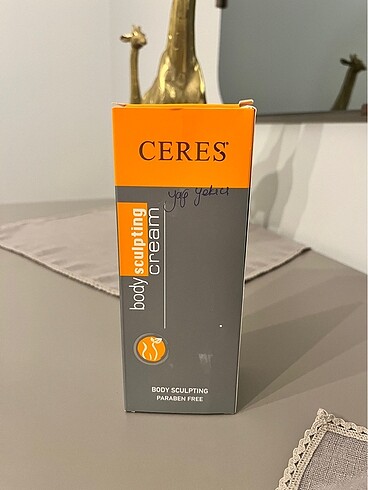 CERES
yağ yakıcı
body sculpting
cream
BODY SCULPTING
PARABEN FREE